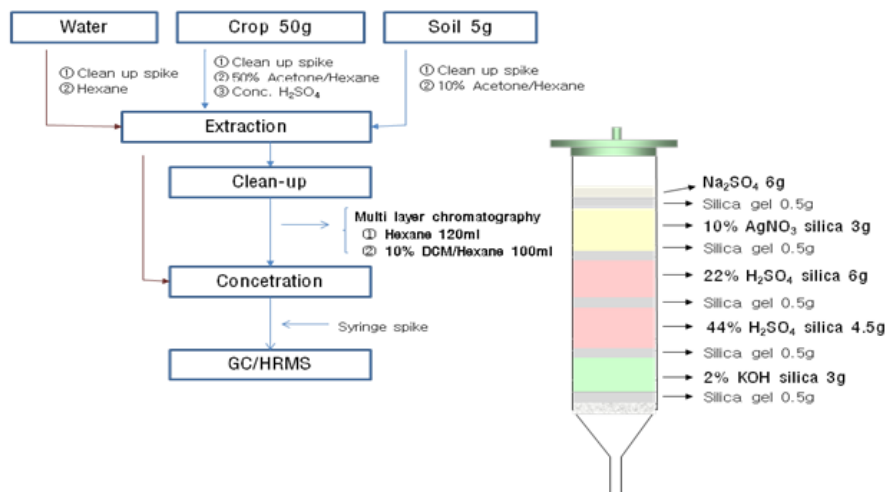 Water
Crop 50g
Soil 5g
① Clean up spike
② Hexane
① Clean up spike
② 50% Acetone/Hexane
③ Conc. H₂SO₄
① Clean up spike
② 10% Acetone/Hexane
Extraction
Clean-up
Multi layer chromatography
① Hexane 120ml
② 10% DCM/Hexane 100ml
Concetration
Syringe spike
GC/HRMS
Na₂SO₄ 6g
Silica gel 0.5g
10% AgNO₃ silica 3g
Silica gel 0.5g
22% H₂SO₄ silica 6g
Silica gel 0.5g
44% H₂SO₄ silica 4.5g
Silica gel 0.5g
2% KOH silica 3g
Silica gel 0.5g